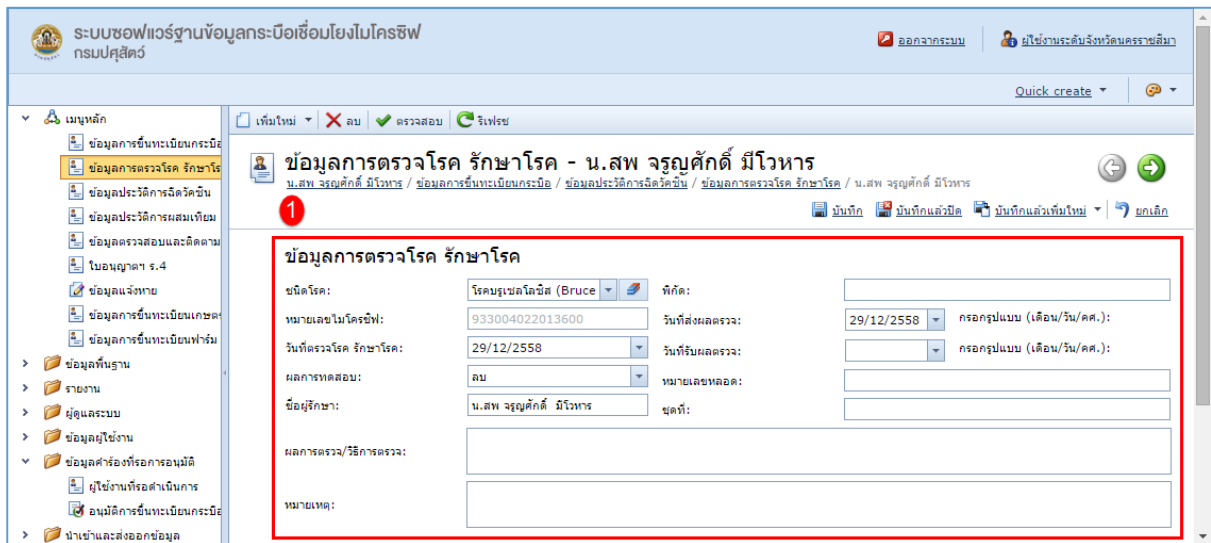 ระบบซอฟแวร์ฐานข้อมูลกระบือเชื่อมโยงไมโครชิฟ
กรมปศุสัตว์
ออกจากระบบ
ผู้ใช้งานระดับจังหวัดนครราชสีมา
Quick create
เมนูหลัก
ข้อมูลการขึ้นทะเบียนกระบือ
ข้อมูลการตรวจโรค รักษาโร
ข้อมูลประวัติการฉีดวัคซีน
ข้อมูลประวัติการผสมเทียม
ข้อมูลตรวจสอบและติดตาม
ใบอนุญาตฯ ร.4
ข้อมูลแจ้งหาย
ข้อมูลการขึ้นทะเบียนเกษตร
ข้อมูลการขึ้นทะเบียนฟาร์ม
ข้อมูลพื้นฐาน
รายงาน
ผู้ดูแลระบบ
ข้อมูลผู้ใช้งาน
ข้อมูลคำร้องที่รอการอนุมัติ
ผู้ใช้งานที่รอดำเนินการ
อนุมัติการขึ้นทะเบียนกระบือ
นำเข้าและส่งออกข้อมูล
เพิ่มใหม่ ลบ ตรวจสอบ รีเฟรช
ข้อมูลการตรวจโรค รักษาโรค - น.สพ จรูญศักดิ์ มีโวหาร
น.สพ จรูญศักดิ์ มีโวหาร / ข้อมูลการขึ้นทะเบียนกระบือ / ข้อมูลประวัติการฉีดวัคซีน / ข้อมูลการตรวจโรค รักษาโรค / น.สพ จรูญศักดิ์ มีโวหาร
1
บันทึก บันทึกแล้วปิด บันทึกแล้วเพิ่มใหม่ ยกเลิก
ข้อมูลการตรวจโรค รักษาโรค
ชนิดโรค: โรคบรูเซลโลซิส (Bruce พิกัด:
หมายเลขไมโครชิฟ: 933004022013600 วันที่ส่งผลตรวจ: 29/12/2558 กรอกรูปแบบ (เดือน/วัน/คศ.):
วันที่ตรวจโรค รักษาโรค: 29/12/2558 วันที่รับผลตรวจ: กรอกรูปแบบ (เดือน/วัน/คศ.):
ผลการทดสอบ: ลบ หมายเลขหลอด:
ชื่อผู้รักษา: น.สพ จรูญศักดิ์ มีโวหาร ชุดที่:
ผลการตรวจ/วิธีการตรวจ:
หมายเหตุ: